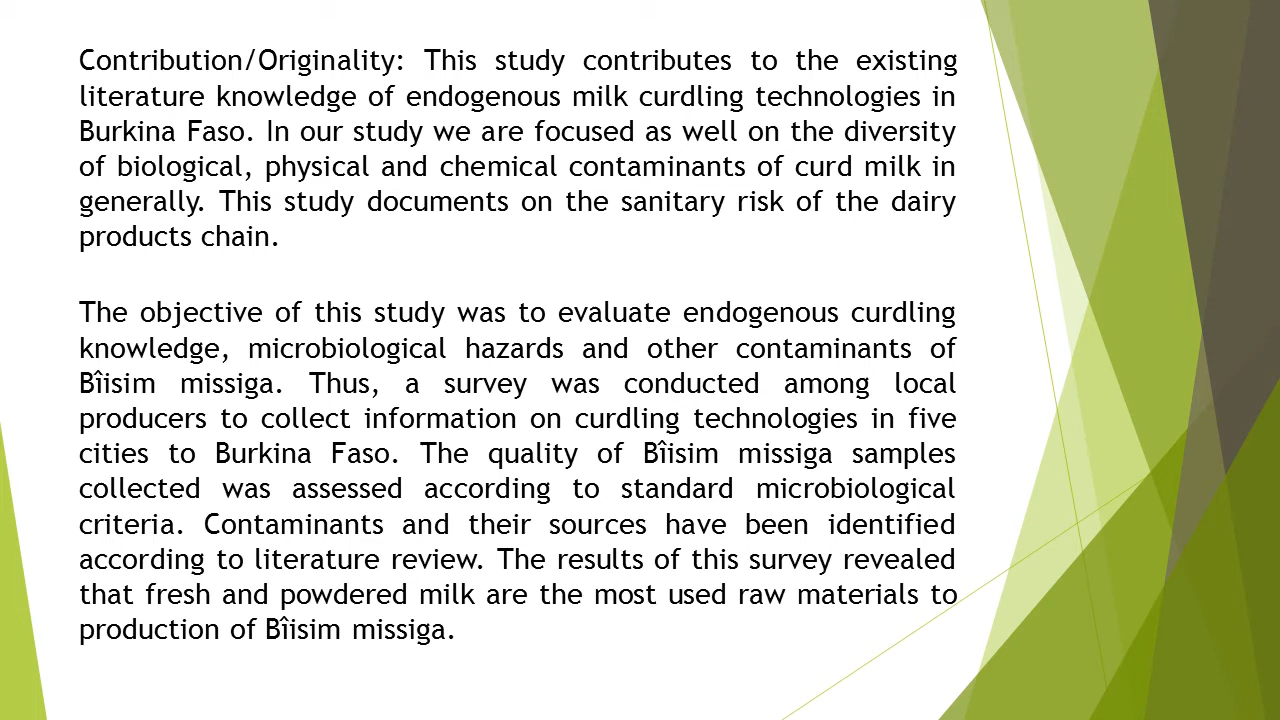 Contribution/Originality: This study contributes to the existing
literature knowledge of endogenous milk curdling technologies in
Burkina Faso. In our study we are focused as well on the diversity
of biological, physical and chemical contaminants of curd milk in
generally. This study documents on the sanitary risk of the dairy
products chain.
The objective of this study was to evaluate endogenous curdling
knowledge, microbiological hazards and other contaminants of
Bîisim missiga. Thus, a survey was conducted among local
producers to collect information on curdling technologies in five
cities to Burkina Faso. The quality of Bîisim missiga samples
collected was assessed according to standard microbiological
criteria. Contaminants and their sources have been identified
according to literature review. The results of this survey revealed
that fresh and powdered milk are the most used raw materials to
production of Bîisim missiga.